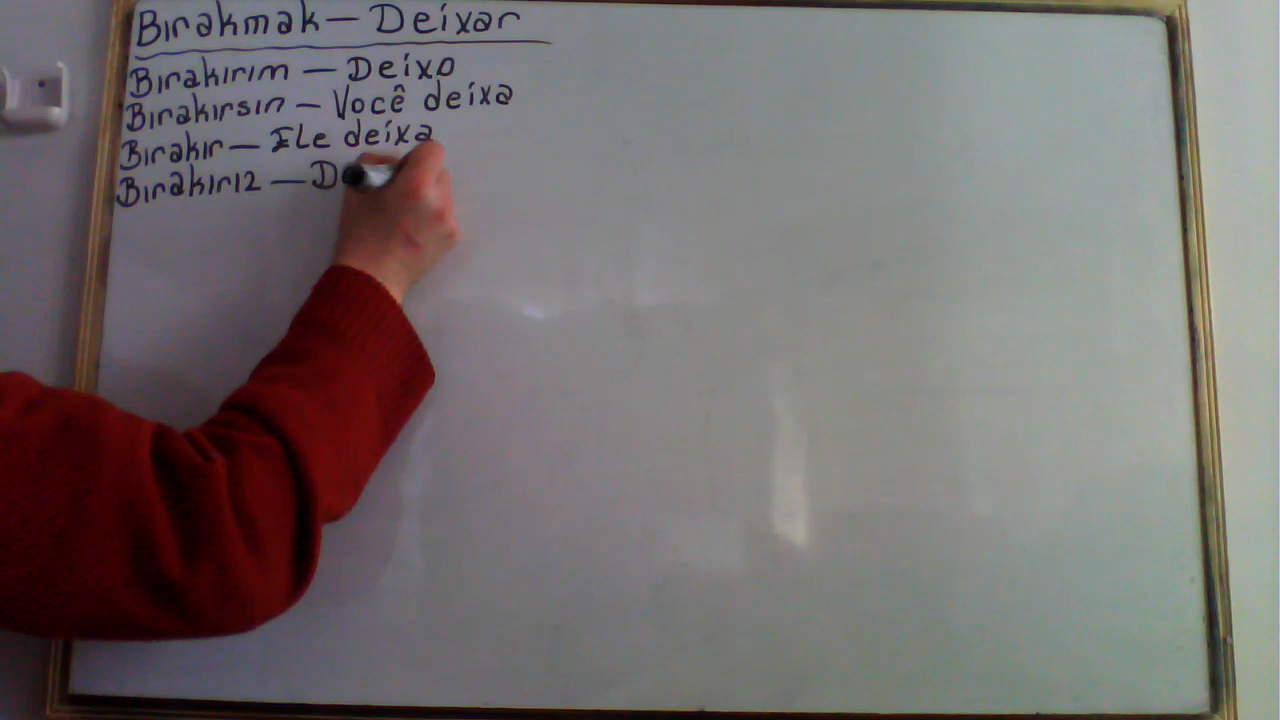 Bırakmak — Deixar
Bırakırım — Deixo
Bırakırsın — Você deixa
Bırakır — Ele deixa
Bırakırız — D